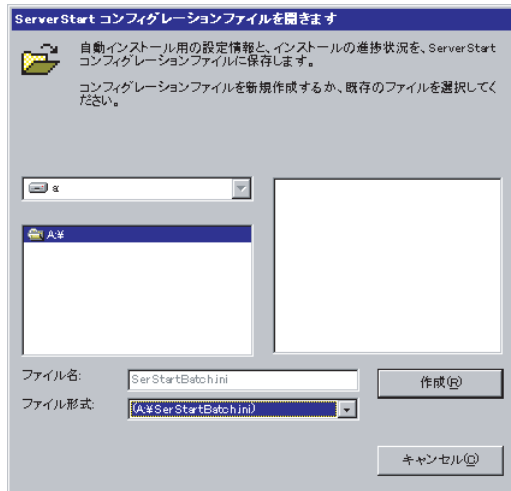 ServerStart コンフィグレーションファイルを開きます
自動インストール用の設定情報と、インストールの進捗状況を、ServerStart
コンフィグレーションファイルに保存します。
コンフィグレーションファイルを新規作成するか、既存のファイルを選択してく
ださい。
a:
A:¥
ファイル名:
SerStartBatch.ini
作成(R)
ファイル形式:
(A:¥SerStartBatch.ini)
キャンセル(C)